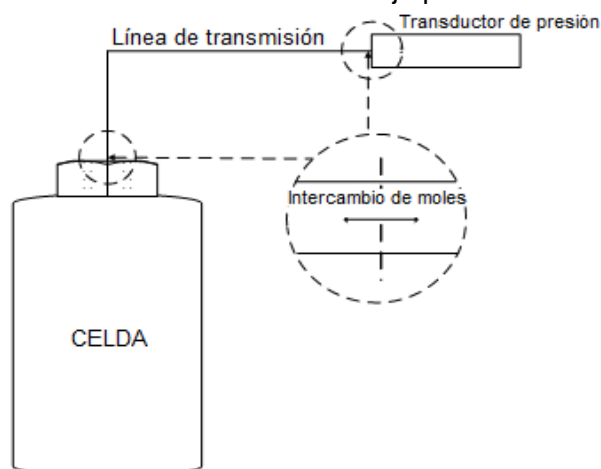 Transductor de presión
Línea de transmisión
Intercambio de moles
CELDA